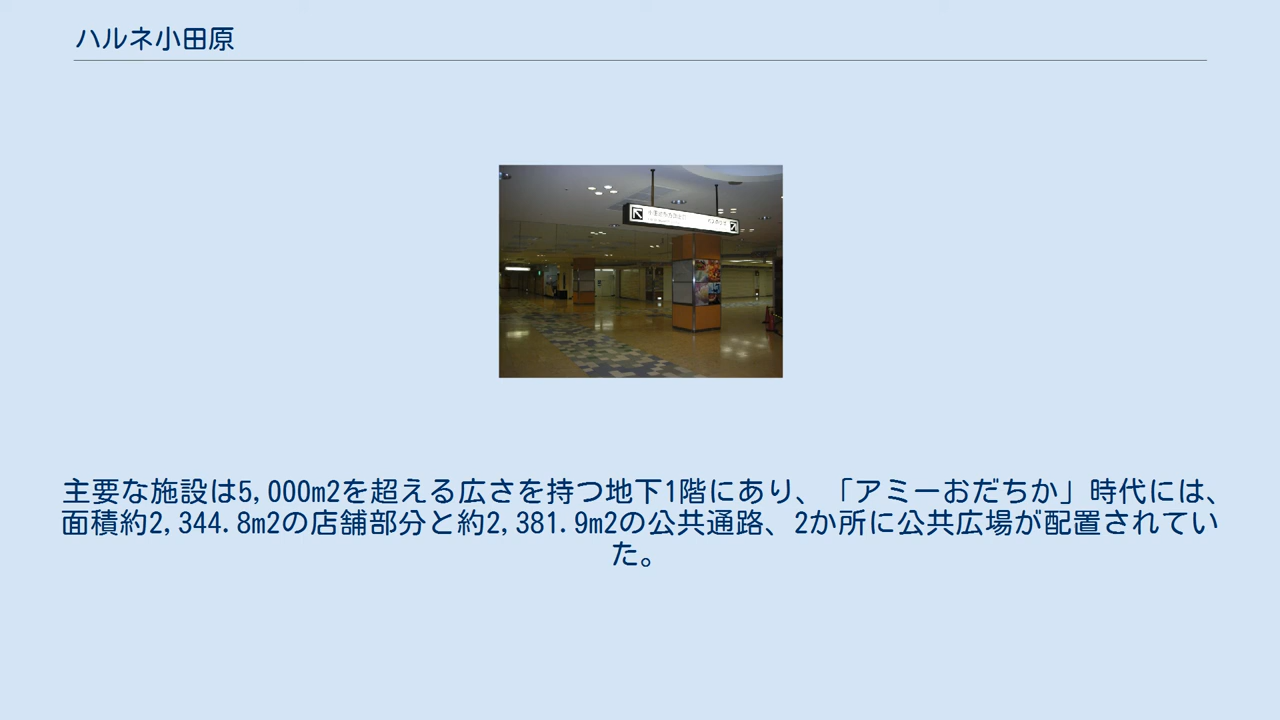 ハルネ小田原
主要な施設は5,000m2を超える広さを持つ地下1階にあり、「アミーおだちか」時代には、
面積約2,344.8m2の店舗部分と約2,381.9m2の公共通路、2か所に公共広場が配置されてい
た。